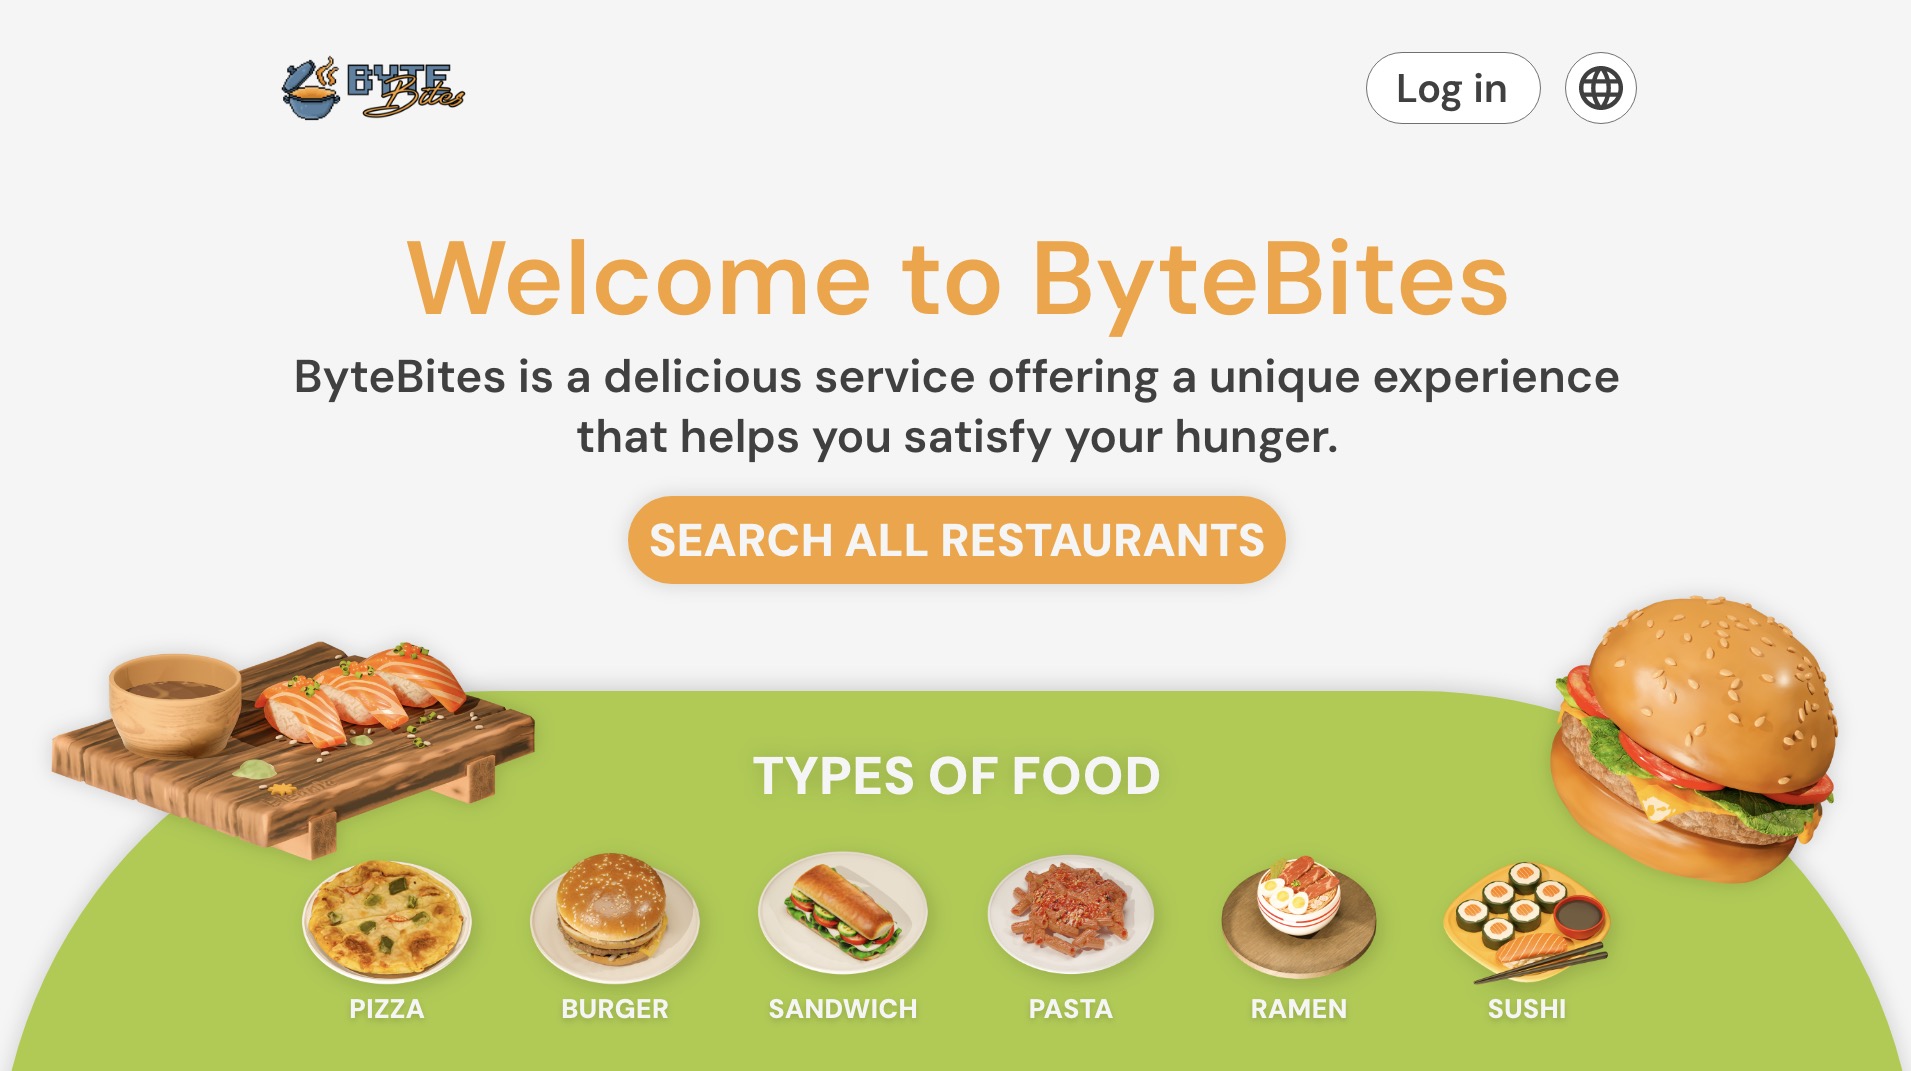 BYTE
Bites
Log in
Welcome to ByteBites
ByteBites is a delicious service offering a unique experience
that helps you satisfy your hunger.
SEARCH ALL RESTAURANTS
TYPES OF FOOD
PIZZA
BURGER
SANDWICH
PASTA
RAMEN
SUSHI